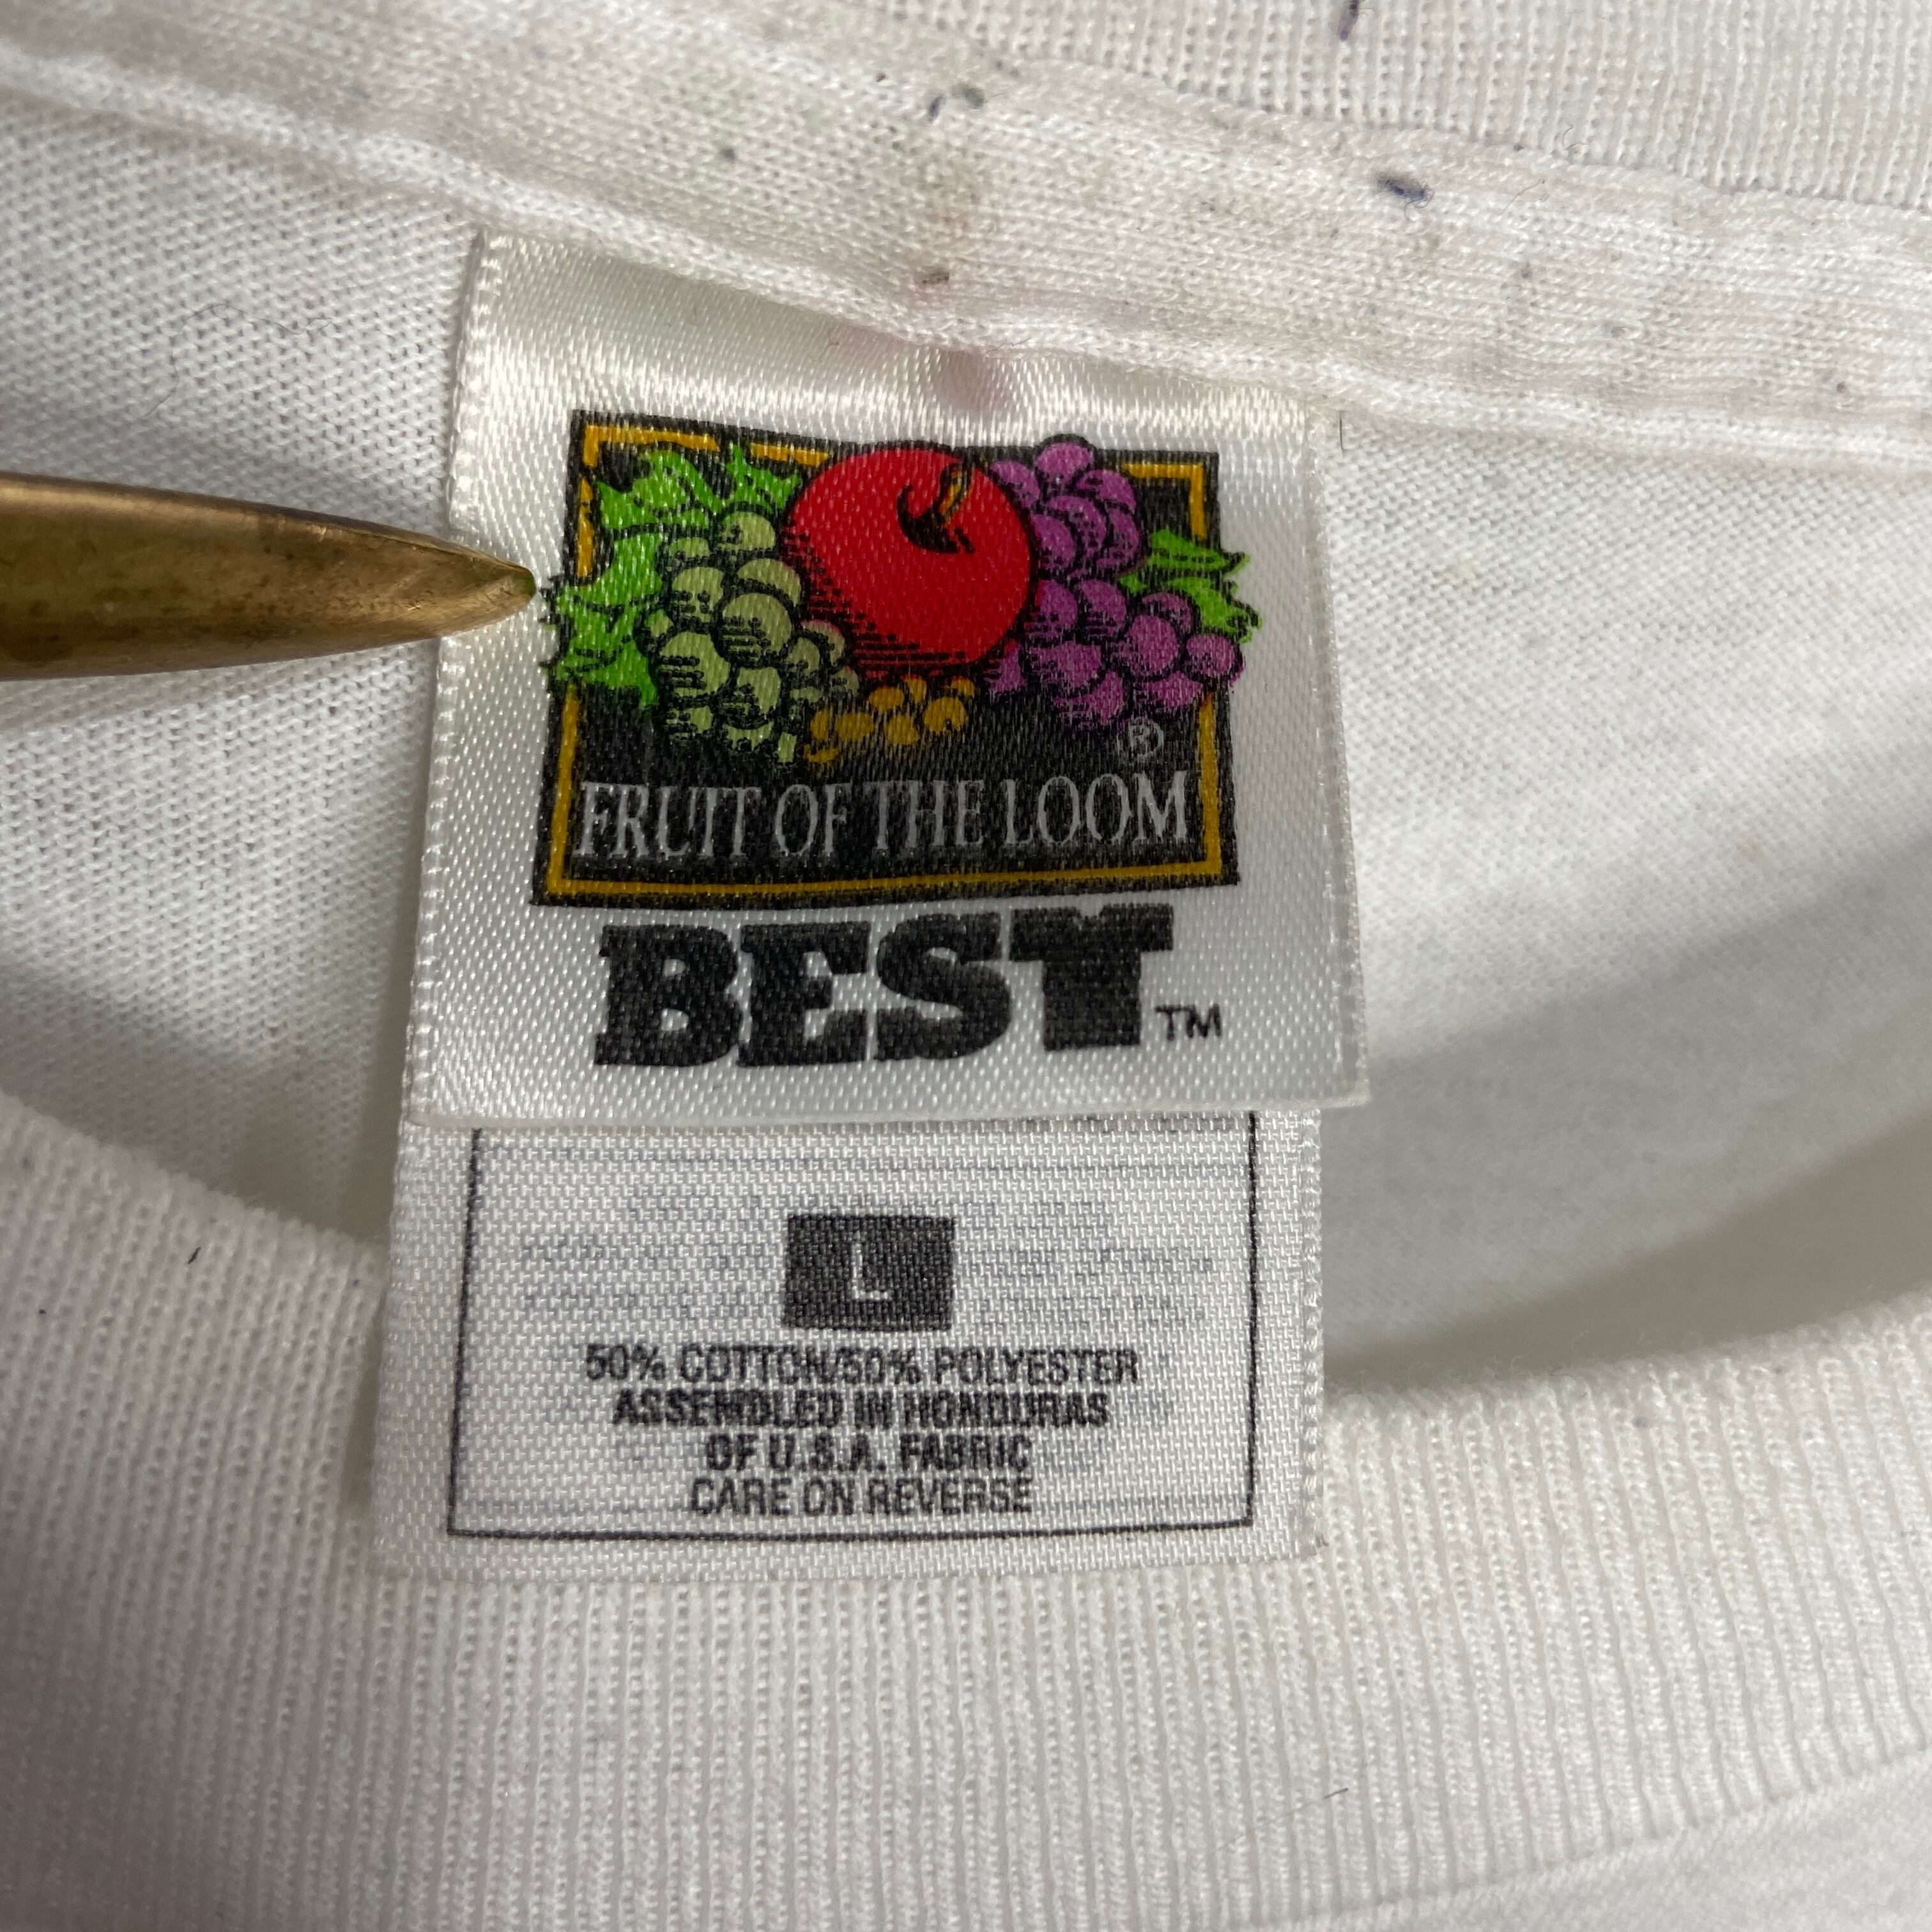 ®
FRUIT OF THE LOOM
BEST™
L
50% COTTON/50% POLYESTER
ASSEMBLED IN HONDURAS
OF U.S.A. FABRIC
CARE ON REVERSE